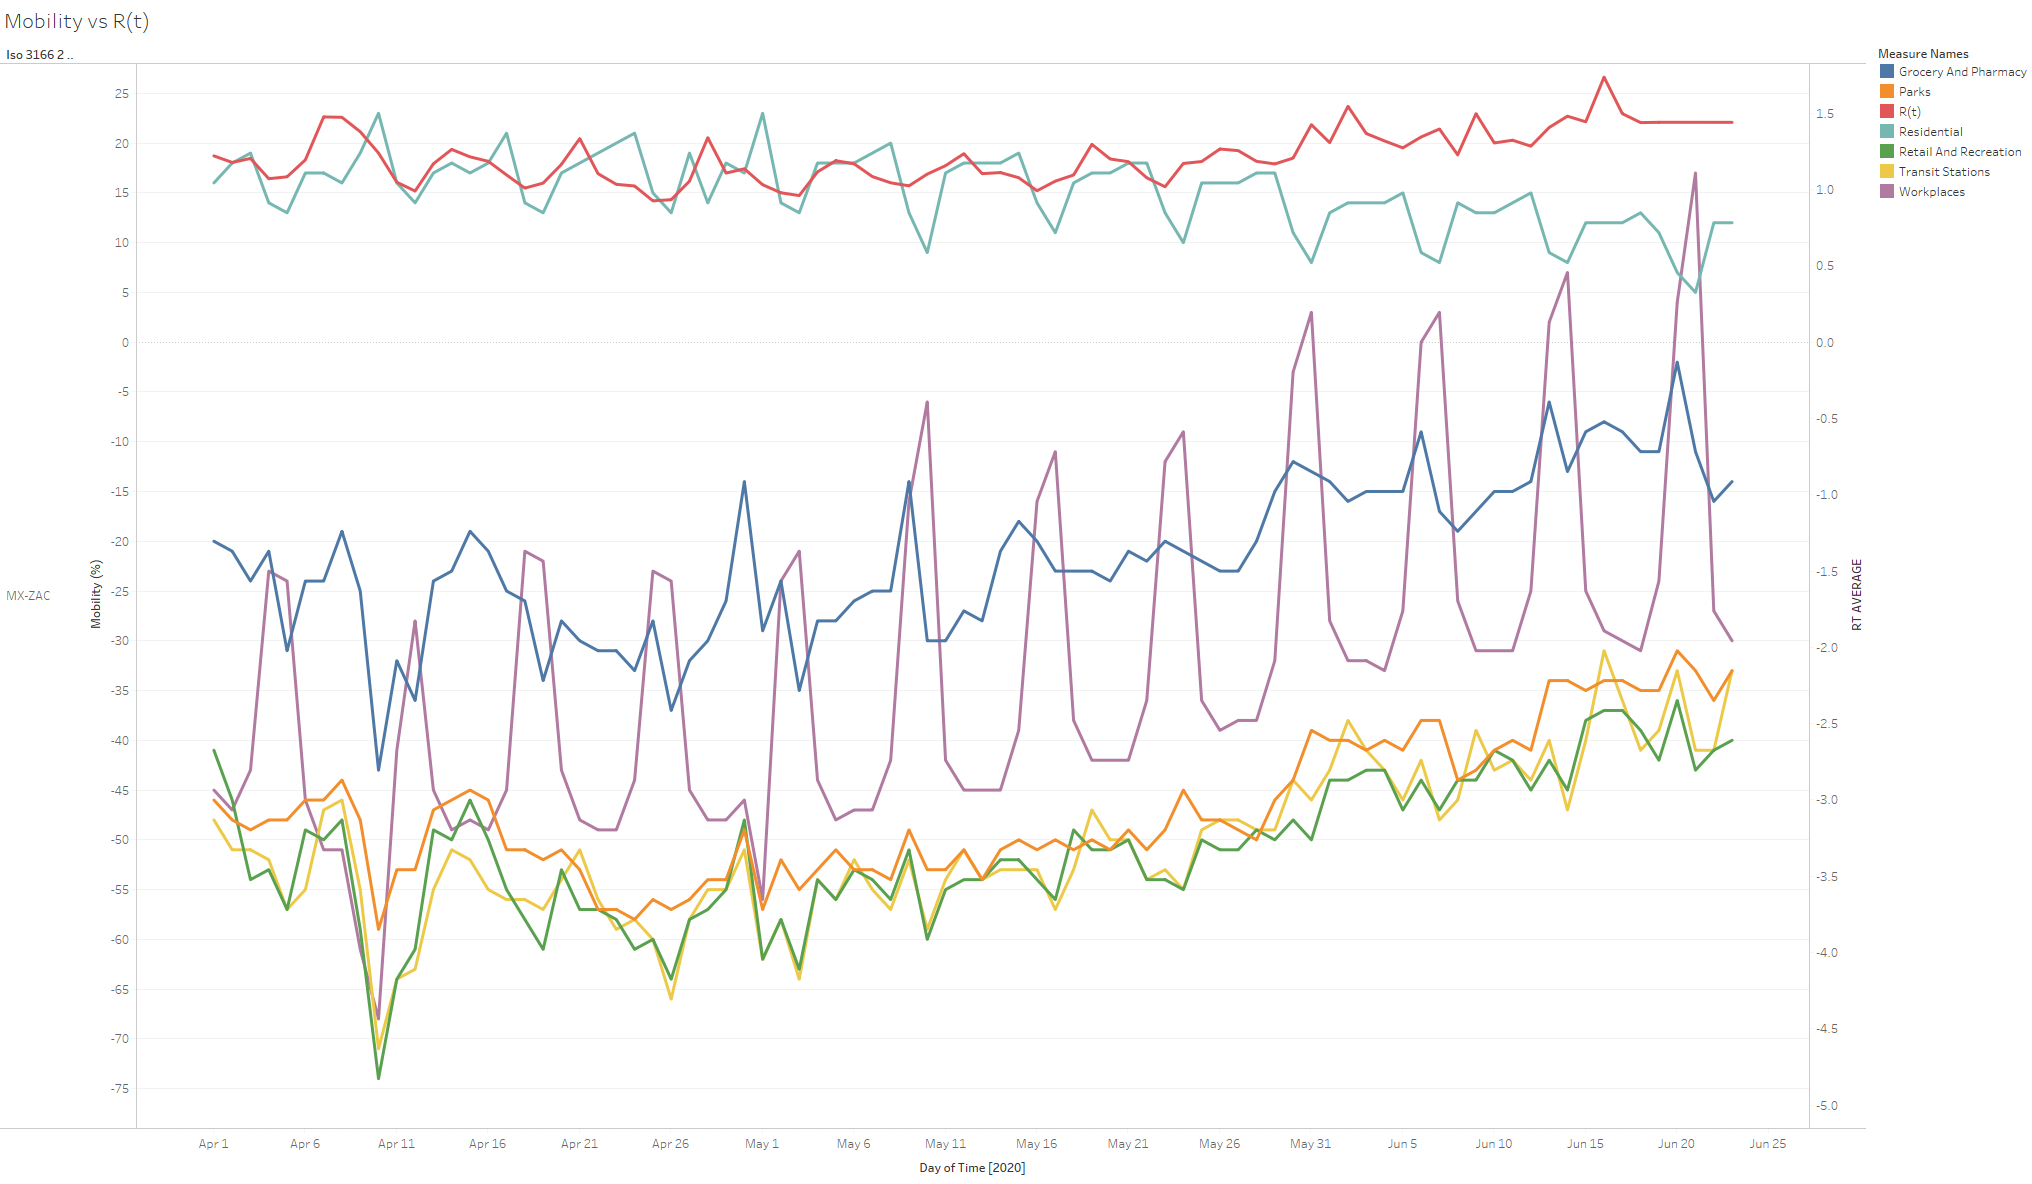 Mobility vs R(t)
Iso 3166 2 ..
Measure Names
Grocery And Pharmacy
Parks
R(t)
Residential
Retail And Recreation
Transit Stations
Workplaces
MX-ZAC
Mobility (%)
25
20
15
10
5
0
-5
-10
-15
-20
-25
-30
-35
-40
-45
-50
-55
-60
-65
-70
-75
1.5
1.0
0.5
0.0
-0.5
-1.0
-1.5
-2.0
-2.5
-3.0
-3.5
-4.0
-4.5
-5.0
RT AVERAGE
Apr 1 Apr 6 Apr 11 Apr 16 Apr 21 Apr 26 May 1 May 6 May 11 May 16 May 21 May 26 May 31 Jun 5 Jun 10 Jun 15 Jun 20 Jun 25
Day of Time [2020]